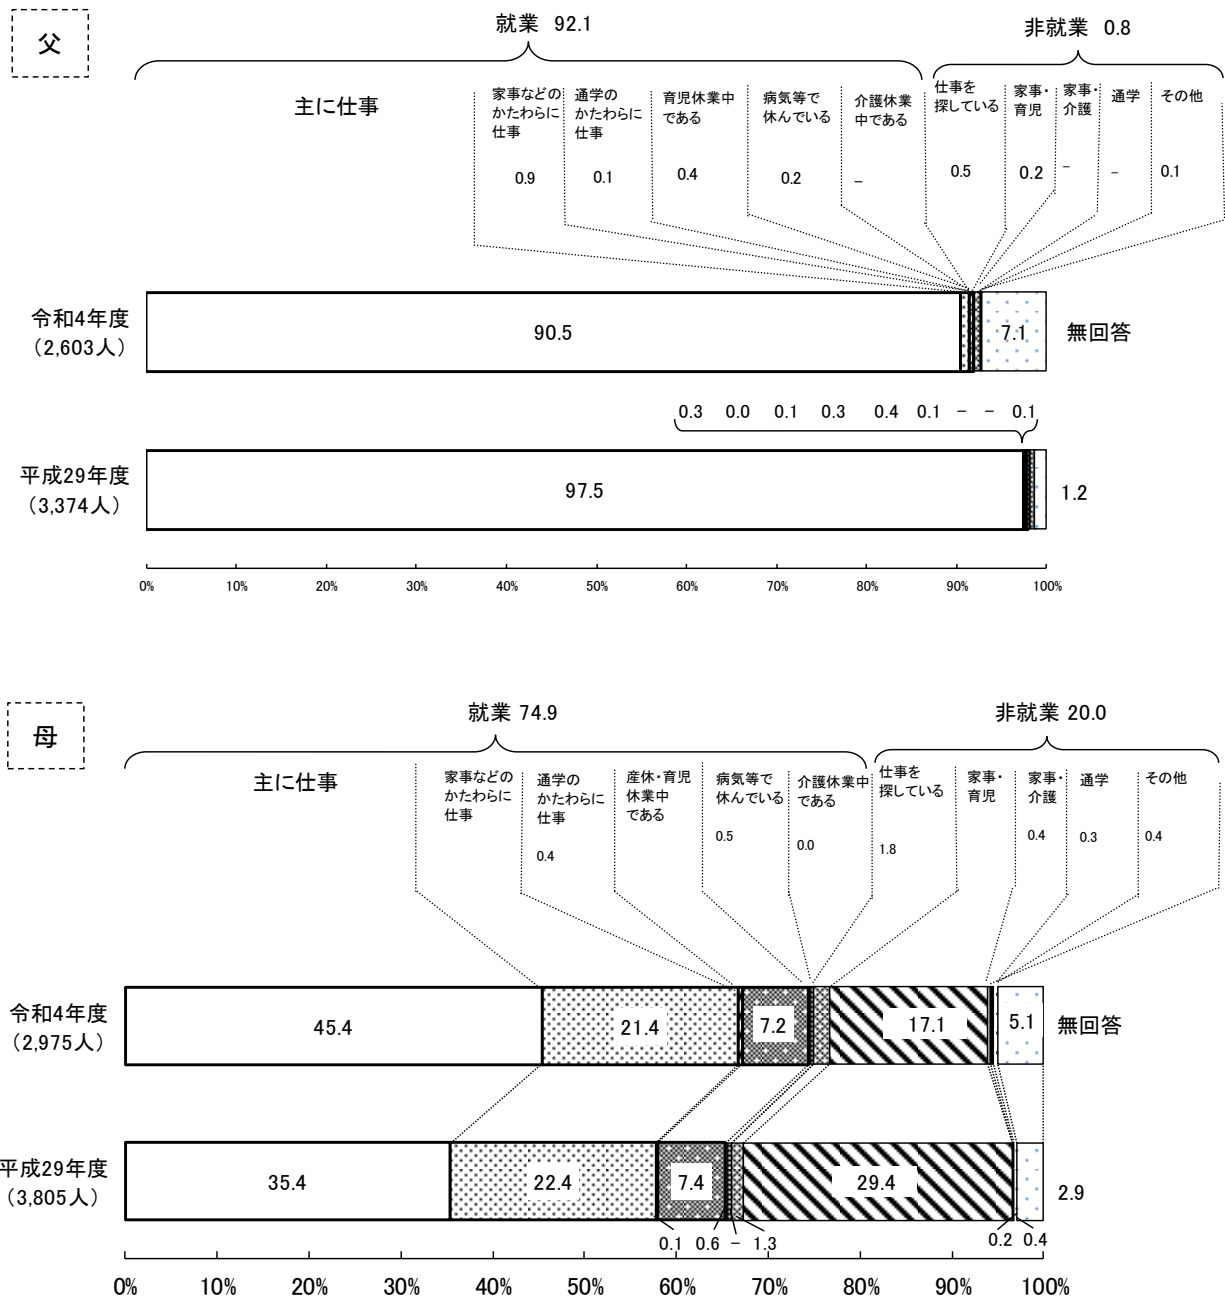 父
就業 92.1
非就業 0.8
主に仕事
家事などの
かたわらに
仕事
0.9
通学の
かたわらに
仕事
0.1
育児休業中
である
0.4
病気等で
休んでいる
0.2
介護休業
中である
–
仕事を
探している
0.5
家事・
育児
0.2
家事・
介護
–
通学
–
その他
0.1
令和4年度
（2,603人）
90.5
7.1
無回答
0.3 0.0 0.1 0.3 0.4 0.1 – – 0.1
平成29年度
（3,374人）
97.5
1.2
0% 10% 20% 30% 40% 50% 60% 70% 80% 90% 100%
母
就業 74.9
非就業 20.0
主に仕事
家事などの
かたわらに
仕事
通学の
かたわらに
仕事
0.4
産休・育児
休業中
である
病気等で
休んでいる
0.5
介護休業中
である
0.0
仕事を
探している
1.8
家事・
育児
家事・
介護
0.4
通学
0.3
その他
0.4
令和4年度
（2,975人）
45.4
21.4
7.2
17.1
5.1
無回答
平成29年度
（3,805人）
35.4
22.4
7.4
29.4
2.9
0.1 0.6 – 1.3 0.2 0.4
0% 10% 20% 30% 40% 50% 60% 70% 80% 90% 100%